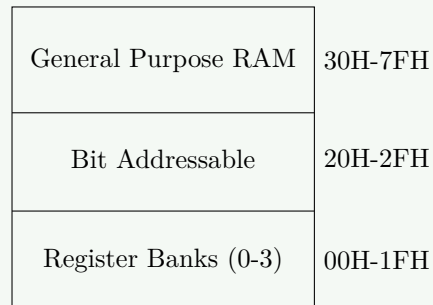 General Purpose RAM 30H-7FH
Bit Addressable 20H-2FH
Register Banks (0-3) 00H-1FH